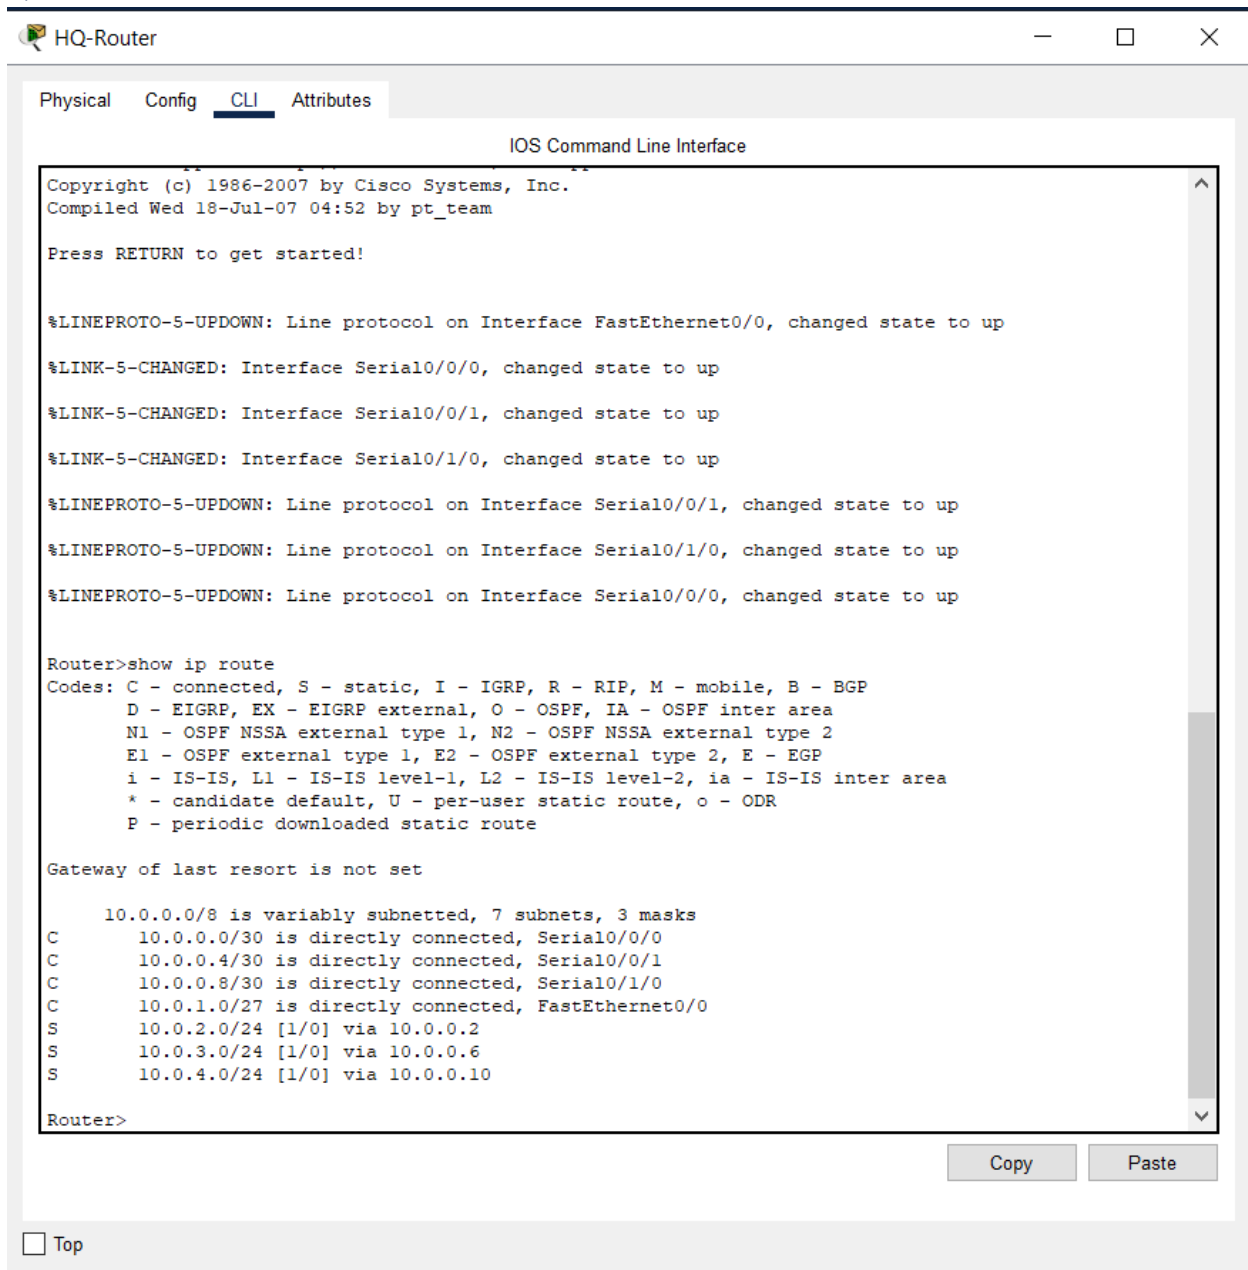 HQ-Router
Physical Config CLI Attributes
IOS Command Line Interface
Copyright (c) 1986-2007 by Cisco Systems, Inc.
Compiled Wed 18-Jul-07 04:52 by pt_team
Press RETURN to get started!
%LINEPROTO-5-UPDOWN: Line protocol on Interface FastEthernet0/0, changed state to up
%LINK-5-CHANGED: Interface Serial0/0/0, changed state to up
%LINK-5-CHANGED: Interface Serial0/0/1, changed state to up
%LINK-5-CHANGED: Interface Serial0/1/0, changed state to up
%LINEPROTO-5-UPDOWN: Line protocol on Interface Serial0/0/1, changed state to up
%LINEPROTO-5-UPDOWN: Line protocol on Interface Serial0/1/0, changed state to up
%LINEPROTO-5-UPDOWN: Line protocol on Interface Serial0/0/0, changed state to up
Router>show ip route
Codes: C - connected, S - static, I - IGRP, R - RIP, M - mobile, B - BGP
D - EIGRP, EX - EIGRP external, O - OSPF, IA - OSPF inter area
N1 - OSPF NSSA external type 1, N2 - OSPF NSSA external type 2
E1 - OSPF external type 1, E2 - OSPF external type 2, E - EGP
i - IS-IS, L1 - IS-IS level-1, L2 - IS-IS level-2, ia - IS-IS inter area
* - candidate default, U - per-user static route, o - ODR
P - periodic downloaded static route
Gateway of last resort is not set
10.0.0.0/8 is variably subnetted, 7 subnets, 3 masks
C 10.0.0.0/30 is directly connected, Serial0/0/0
C 10.0.0.4/30 is directly connected, Serial0/0/1
C 10.0.0.8/30 is directly connected, Serial0/1/0
C 10.0.1.0/27 is directly connected, FastEthernet0/0
S 10.0.2.0/24 [1/0] via 10.0.0.2
S 10.0.3.0/24 [1/0] via 10.0.0.6
S 10.0.4.0/24 [1/0] via 10.0.0.10
Router>
Copy Paste
Top